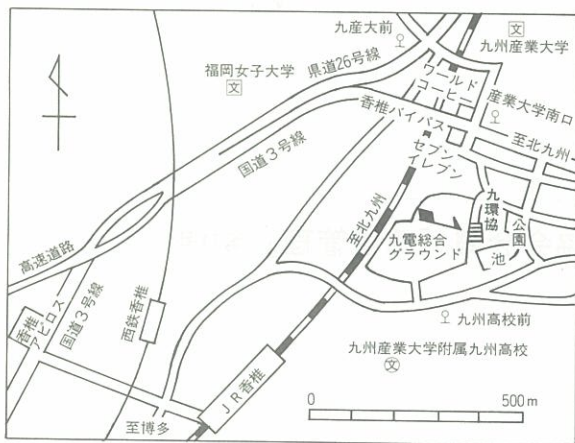 九産大前
文
九州産業大学
福岡女子大学
文
県道26号線
ワールド
コーヒー
産業大学南口
香椎バイパス
至北九州
国道3号線
セブン
イレブン
九環協
公園
至北九州
九電総合
グラウンド
池
高速道路
国道3号線
西鉄香椎
香椎
アピロス
九州高校前
九州産業大学附属九州高校
文
JR香椎
至博多
0
500m